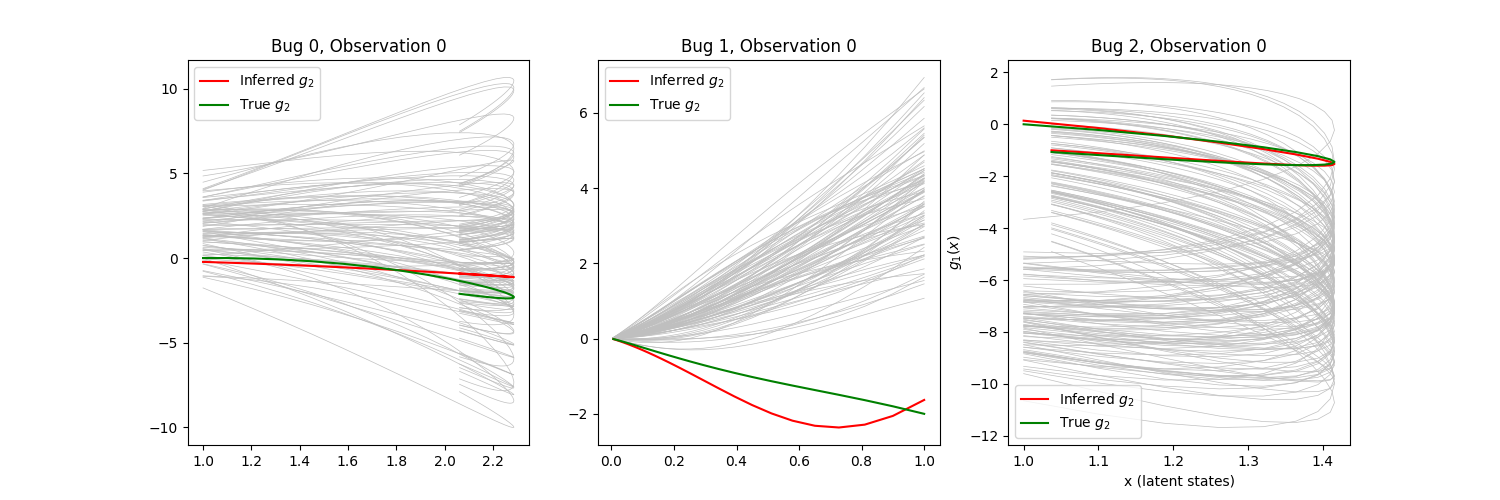 Bug 0, Observation 0
Inferred g₂
True g₂
10
5
0
−5
−10
1.0 1.2 1.4 1.6 1.8 2.0 2.2
Bug 1, Observation 0
Inferred g₂
True g₂
6
4
2
0
−2
0.0 0.2 0.4 0.6 0.8 1.0
Bug 2, Observation 0
g₁(x)
2
0
−2
−4
−6
−8
−10
−12
Inferred g₂
True g₂
1.0 1.1 1.2 1.3 1.4
x (latent states)